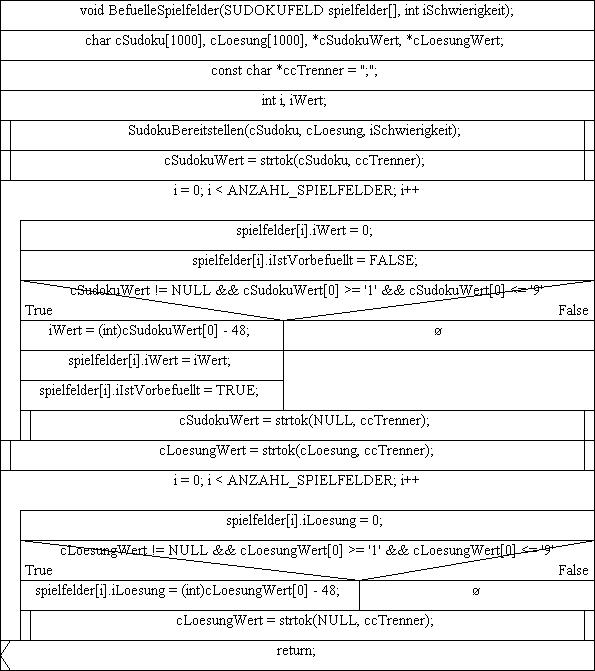 void BefuelleSpielfelder(SUDOKUFELD spielfelder[], int iSchwierigkeit);
char cSudoku[1000], cLoesung[1000], *cSudokuWert, *cLoesungWert;
const char *ccTrenner = ";";
int i, iWert;
SudokuBereitstellen(cSudoku, cLoesung, iSchwierigkeit);
cSudokuWert = strtok(cSudoku, ccTrenner);
i = 0; i < ANZAHL_SPIELFELDER; i++
spielfelder[i].iWert = 0;
spielfelder[i].iIstVorbefuellt = FALSE;
cSudokuWert != NULL && cSudokuWert[0] >= '1' && cSudokuWert[0] <= '9'
True False
iWert = (int)cSudokuWert[0] - 48; ø
spielfelder[i].iWert = iWert;
spielfelder[i].iIstVorbefuellt = TRUE;
cSudokuWert = strtok(NULL, ccTrenner);
cLoesungWert = strtok(cLoesung, ccTrenner);
i = 0; i < ANZAHL_SPIELFELDER; i++
spielfelder[i].iLoesung = 0;
cLoesungWert != NULL && cLoesungWert[0] >= '1' && cLoesungWert[0] <= '9'
True False
spielfelder[i].iLoesung = (int)cLoesungWert[0] - 48; ø
cLoesungWert = strtok(NULL, ccTrenner);
return;